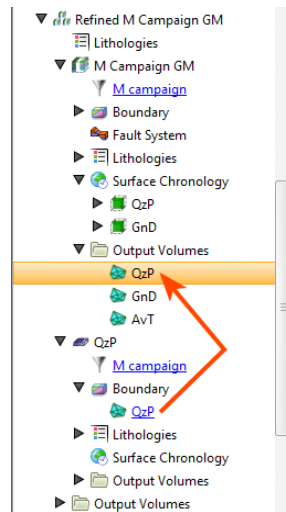 Refined M Campaign GM
Lithologies
M Campaign GM
M campaign
Boundary
Fault System
Lithologies
Surface Chronology
QzP
GnD
Output Volumes
QzP
GnD
AvT
QzP
M campaign
Boundary
QzP
Lithologies
Surface Chronology
Output Volumes
Output Volumes